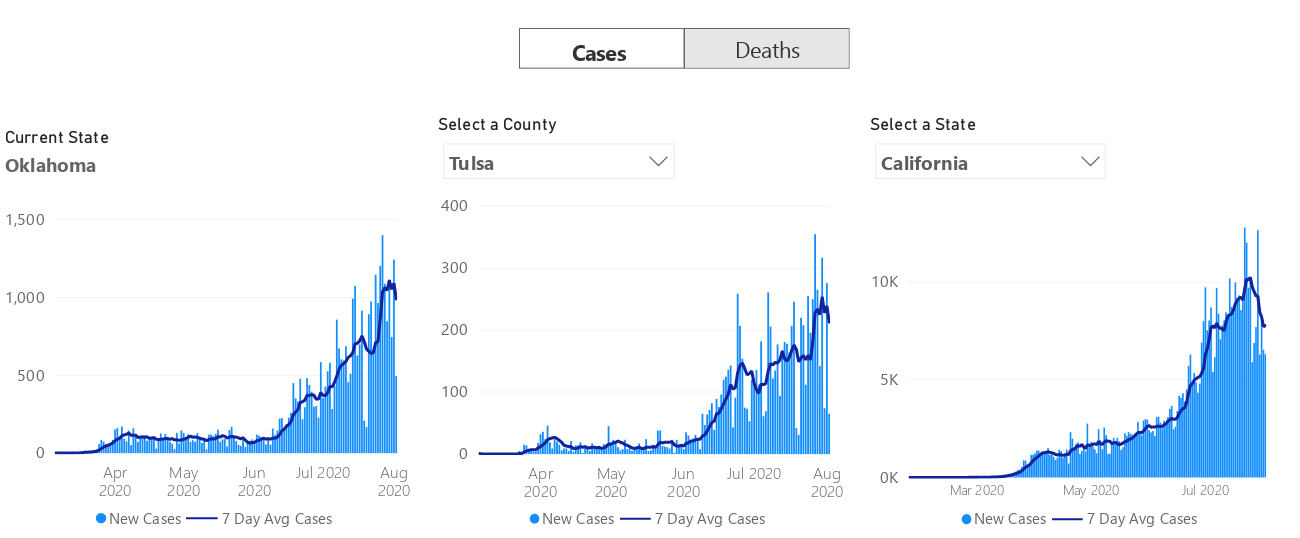 Cases
Deaths
Current State
Oklahoma
1,500
1,000
500
0
Apr 2020
May 2020
Jun 2020
Jul 2020
Aug 2020
New Cases
7 Day Avg Cases
Select a County
Tulsa
400
300
200
100
0
Apr 2020
May 2020
Jun 2020
Jul 2020
Aug 2020
New Cases
7 Day Avg Cases
Select a State
California
10K
5K
0K
Mar 2020
May 2020
Jul 2020
New Cases
7 Day Avg Cases